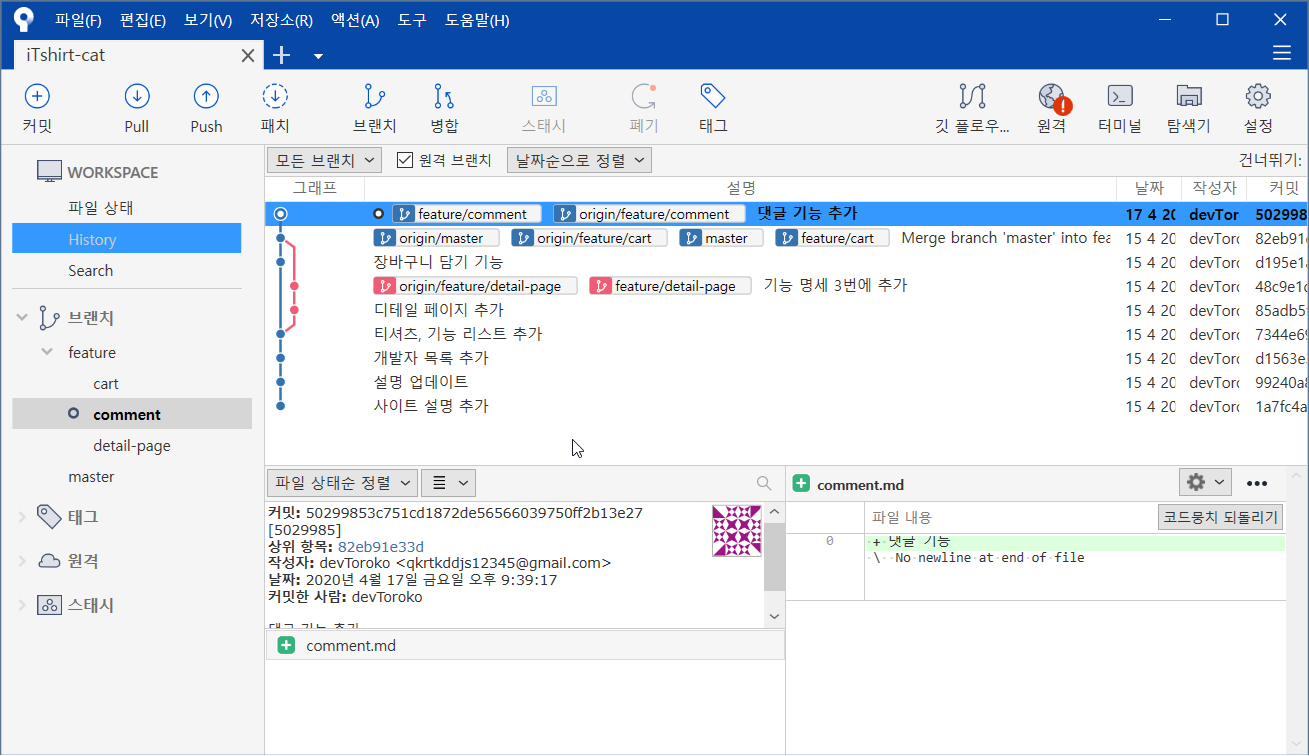 파일(F) 편집(E) 보기(V) 저장소(R) 액션(A) 도구 도움말(H)
iTshirt-cat
커밋 Pull Push 패치 브랜치 병합 스태시 폐기 태그 깃 플로우... 원격 터미널 탐색기 설정
WORKSPACE
파일 상태
History
Search
브랜치
feature
cart
comment
detail-page
master
태그
원격
스태시
모든 브랜치 원격 브랜치 날짜순으로 정렬 건너뛰기:
그래프 설명 날짜 작성자 커밋
feature/comment origin/feature/comment 댓글 기능 추가 17 4 20 devTor 502998
origin/master origin/feature/cart master feature/cart Merge branch 'master' into fea 15 4 20 devToro 82eb91
장바구니 담기 기능 15 4 20 devToro d195e1
origin/feature/detail-page feature/detail-page 기능 명세 3번에 추가 15 4 20 devToro 48c9e1
디테일 페이지 추가 15 4 20 devToro 85adb5
티셔츠, 기능 리스트 추가 15 4 20 devToro 7344e6
개발자 목록 추가 15 4 20 devToro d1563e
설명 업데이트 15 4 20 devToro 99240a
사이트 설명 추가 15 4 20 devToro 1a7fc4a
파일 상태순 정렬
커밋: 50299853c751cd1872de56566039750ff2b13e27
[5029985]
상위 항목: 82eb91e33d
작성자: devToroko <qkrtkddjs12345@gmail.com>
날짜: 2020년 4월 17일 금요일 오후 9:39:17
커밋한 사람: devToroko
댓글 기능 추가
comment.md
comment.md
파일 내용 코드뭉치 되돌리기
0 + 댓글 기능
\ No newline at end of file